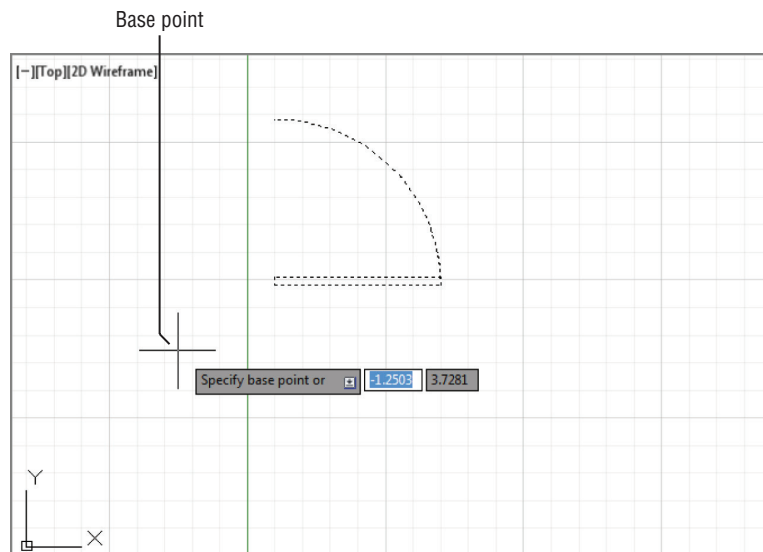 Base point
[−][Top][2D Wireframe]
Specify base point or -1.2503 3.7281
Y
X